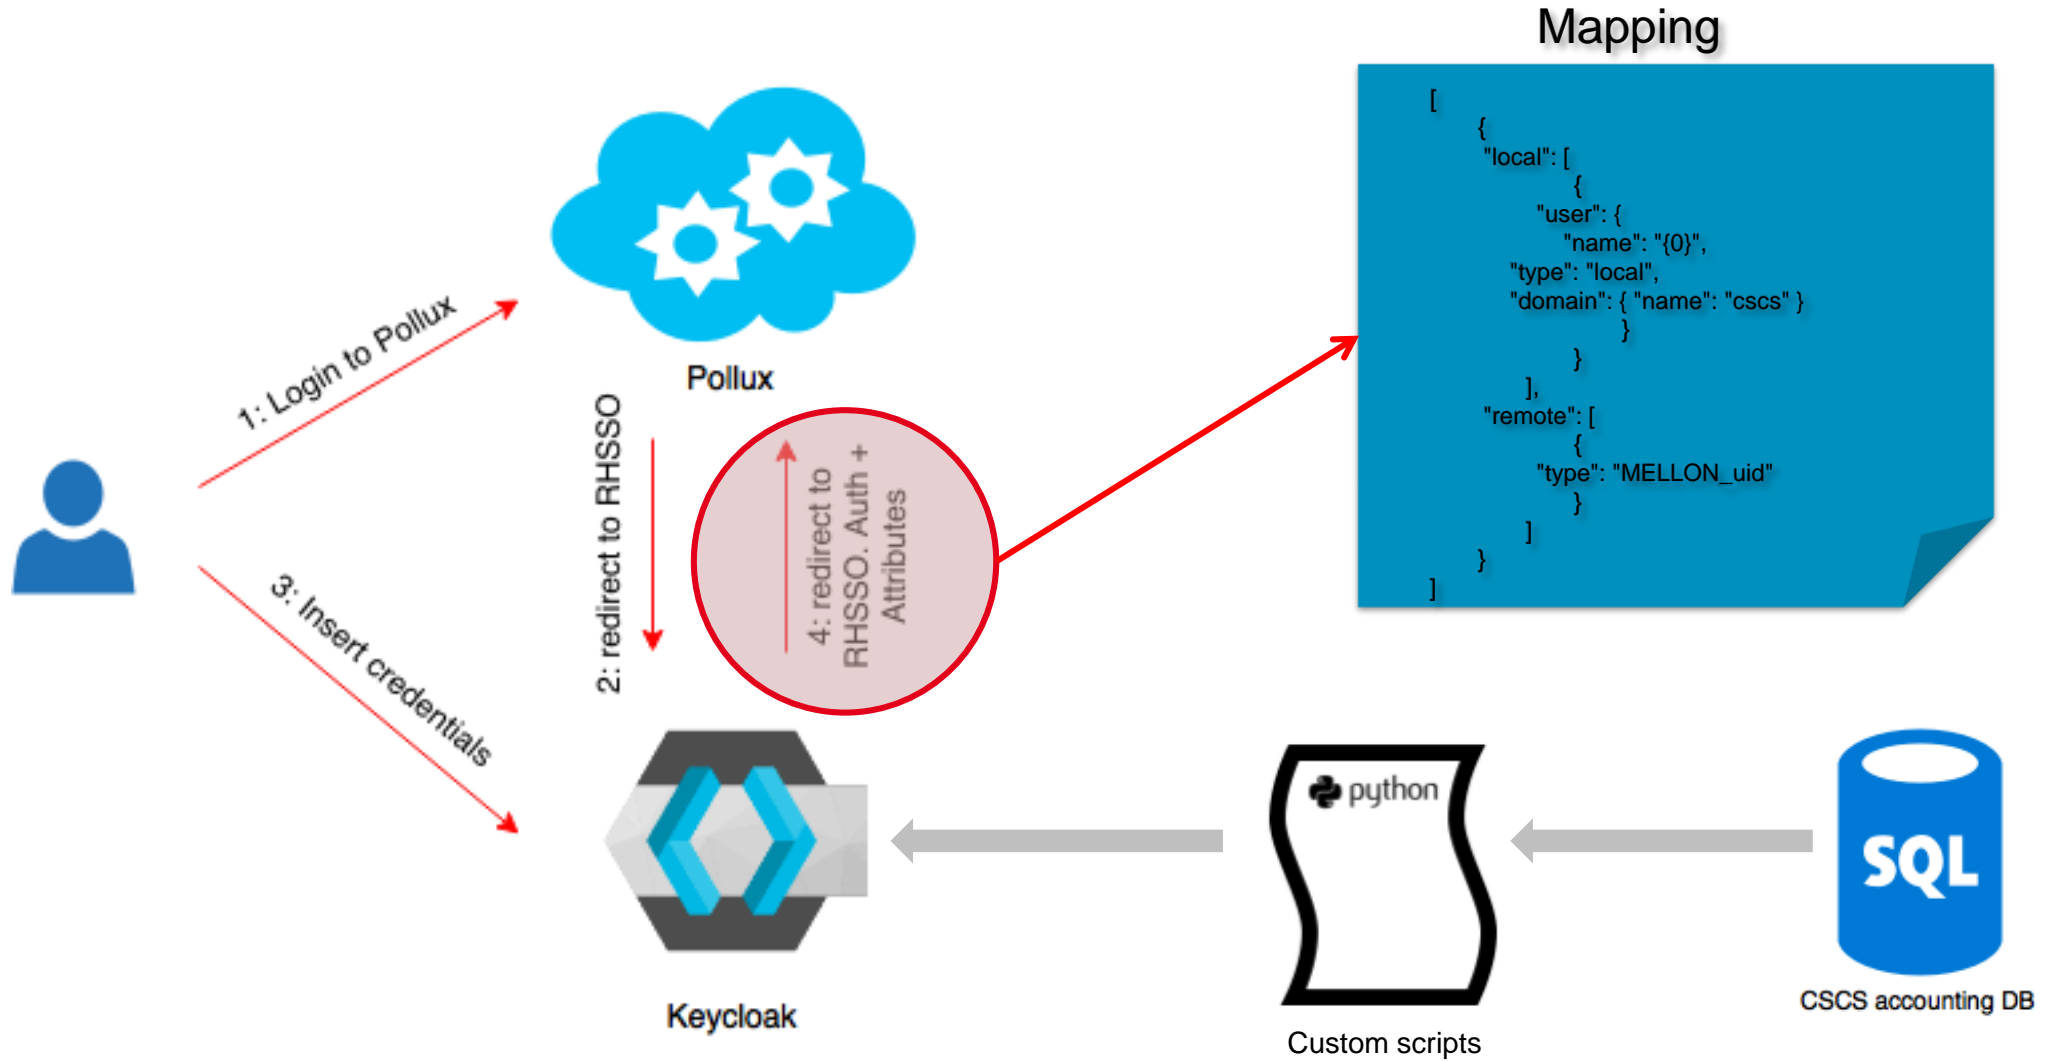 Mapping
[
{
"local": [
{
"user": {
"name": "{0}",
"type": "local",
"domain": { "name": "cscs" }
}
}
],
"remote": [
{
"type": "MELLON_uid"
}
]
}
]
Pollux
1: Login to Pollux
2: redirect to RHSSO
4: redirect to
RHSSO. Auth +
Attributes
3: Insert credentials
Keycloak
python
Custom scripts
SQL
CSCS accounting DB